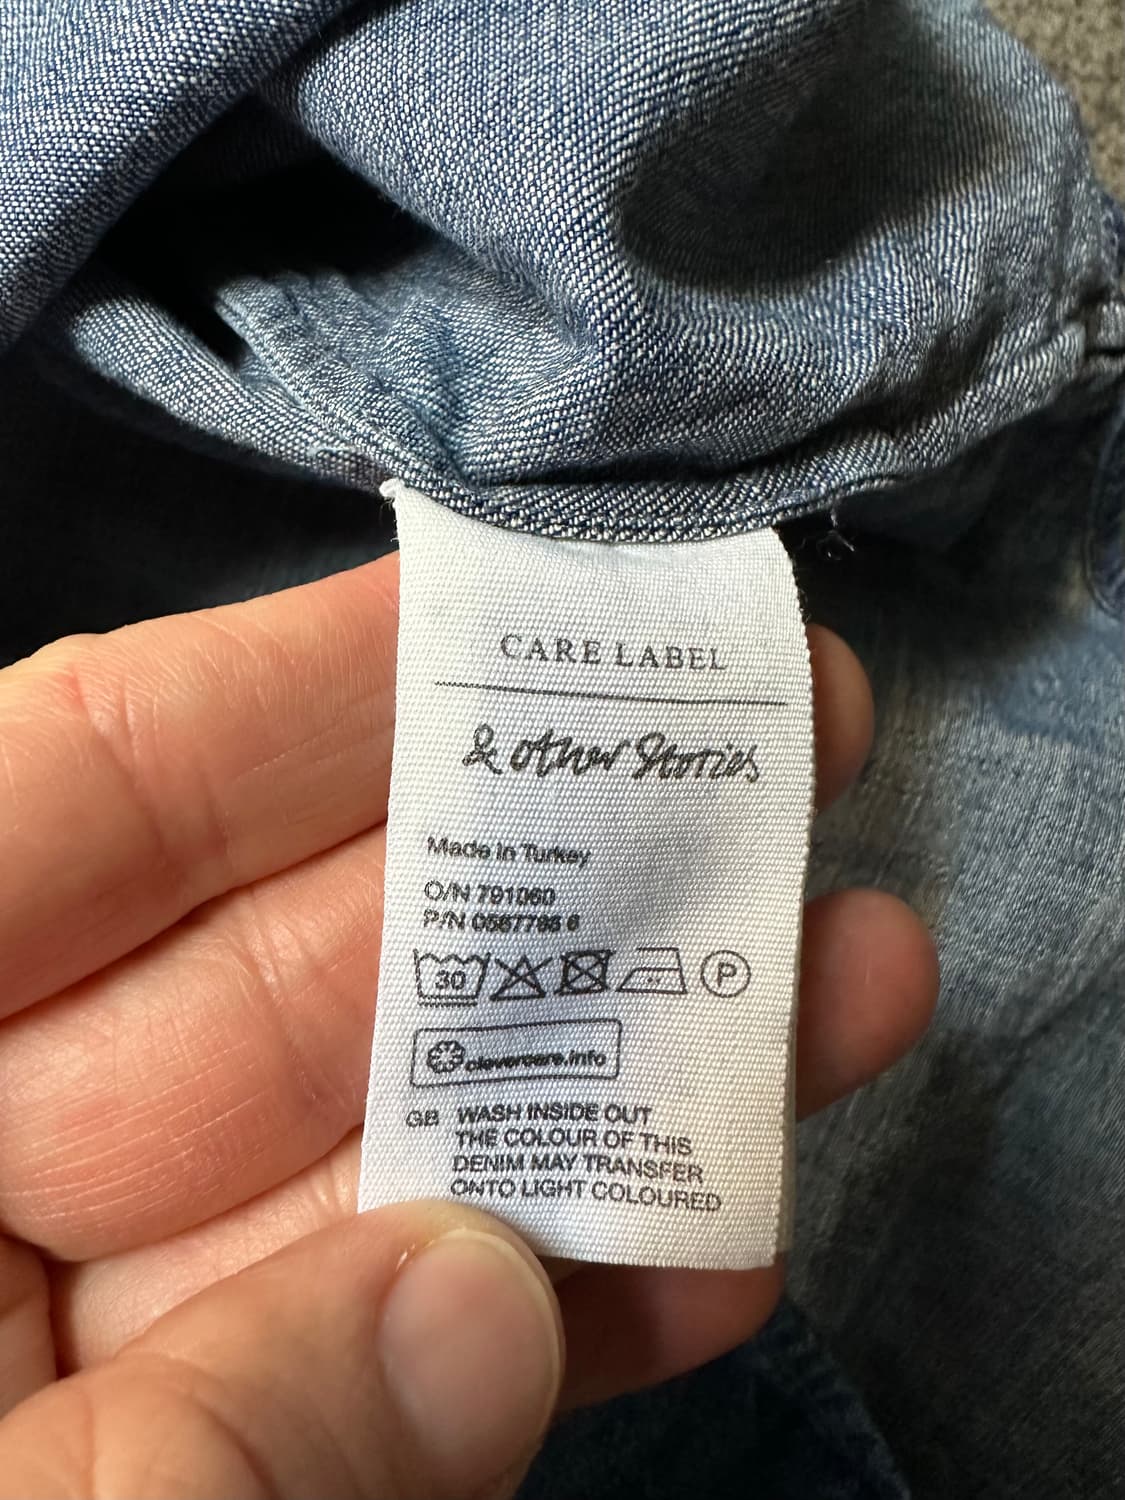 CARE LABEL
& other Stories
Made in Turkey
O/N 791060
P/N 0567786 6
30 P
clevercare.info
GB WASH INSIDE OUT
THE COLOUR OF THIS
DENIM MAY TRANSFER
ONTO LIGHT COLOURED